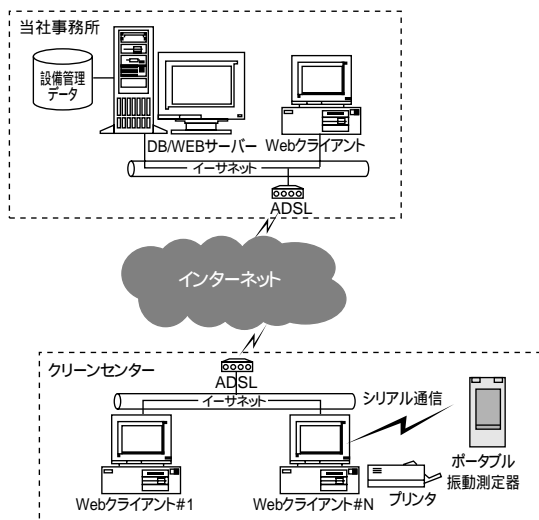 当社事務所
設備管理
データ
DB/WEBサーバー
Webクライアント
イーサネット
ADSL
インターネット
クリーンセンター
ADSL
イーサネット
シリアル通信
Webクライアント#1
Webクライアント#N
プリンタ
ポータブル
振動測定器